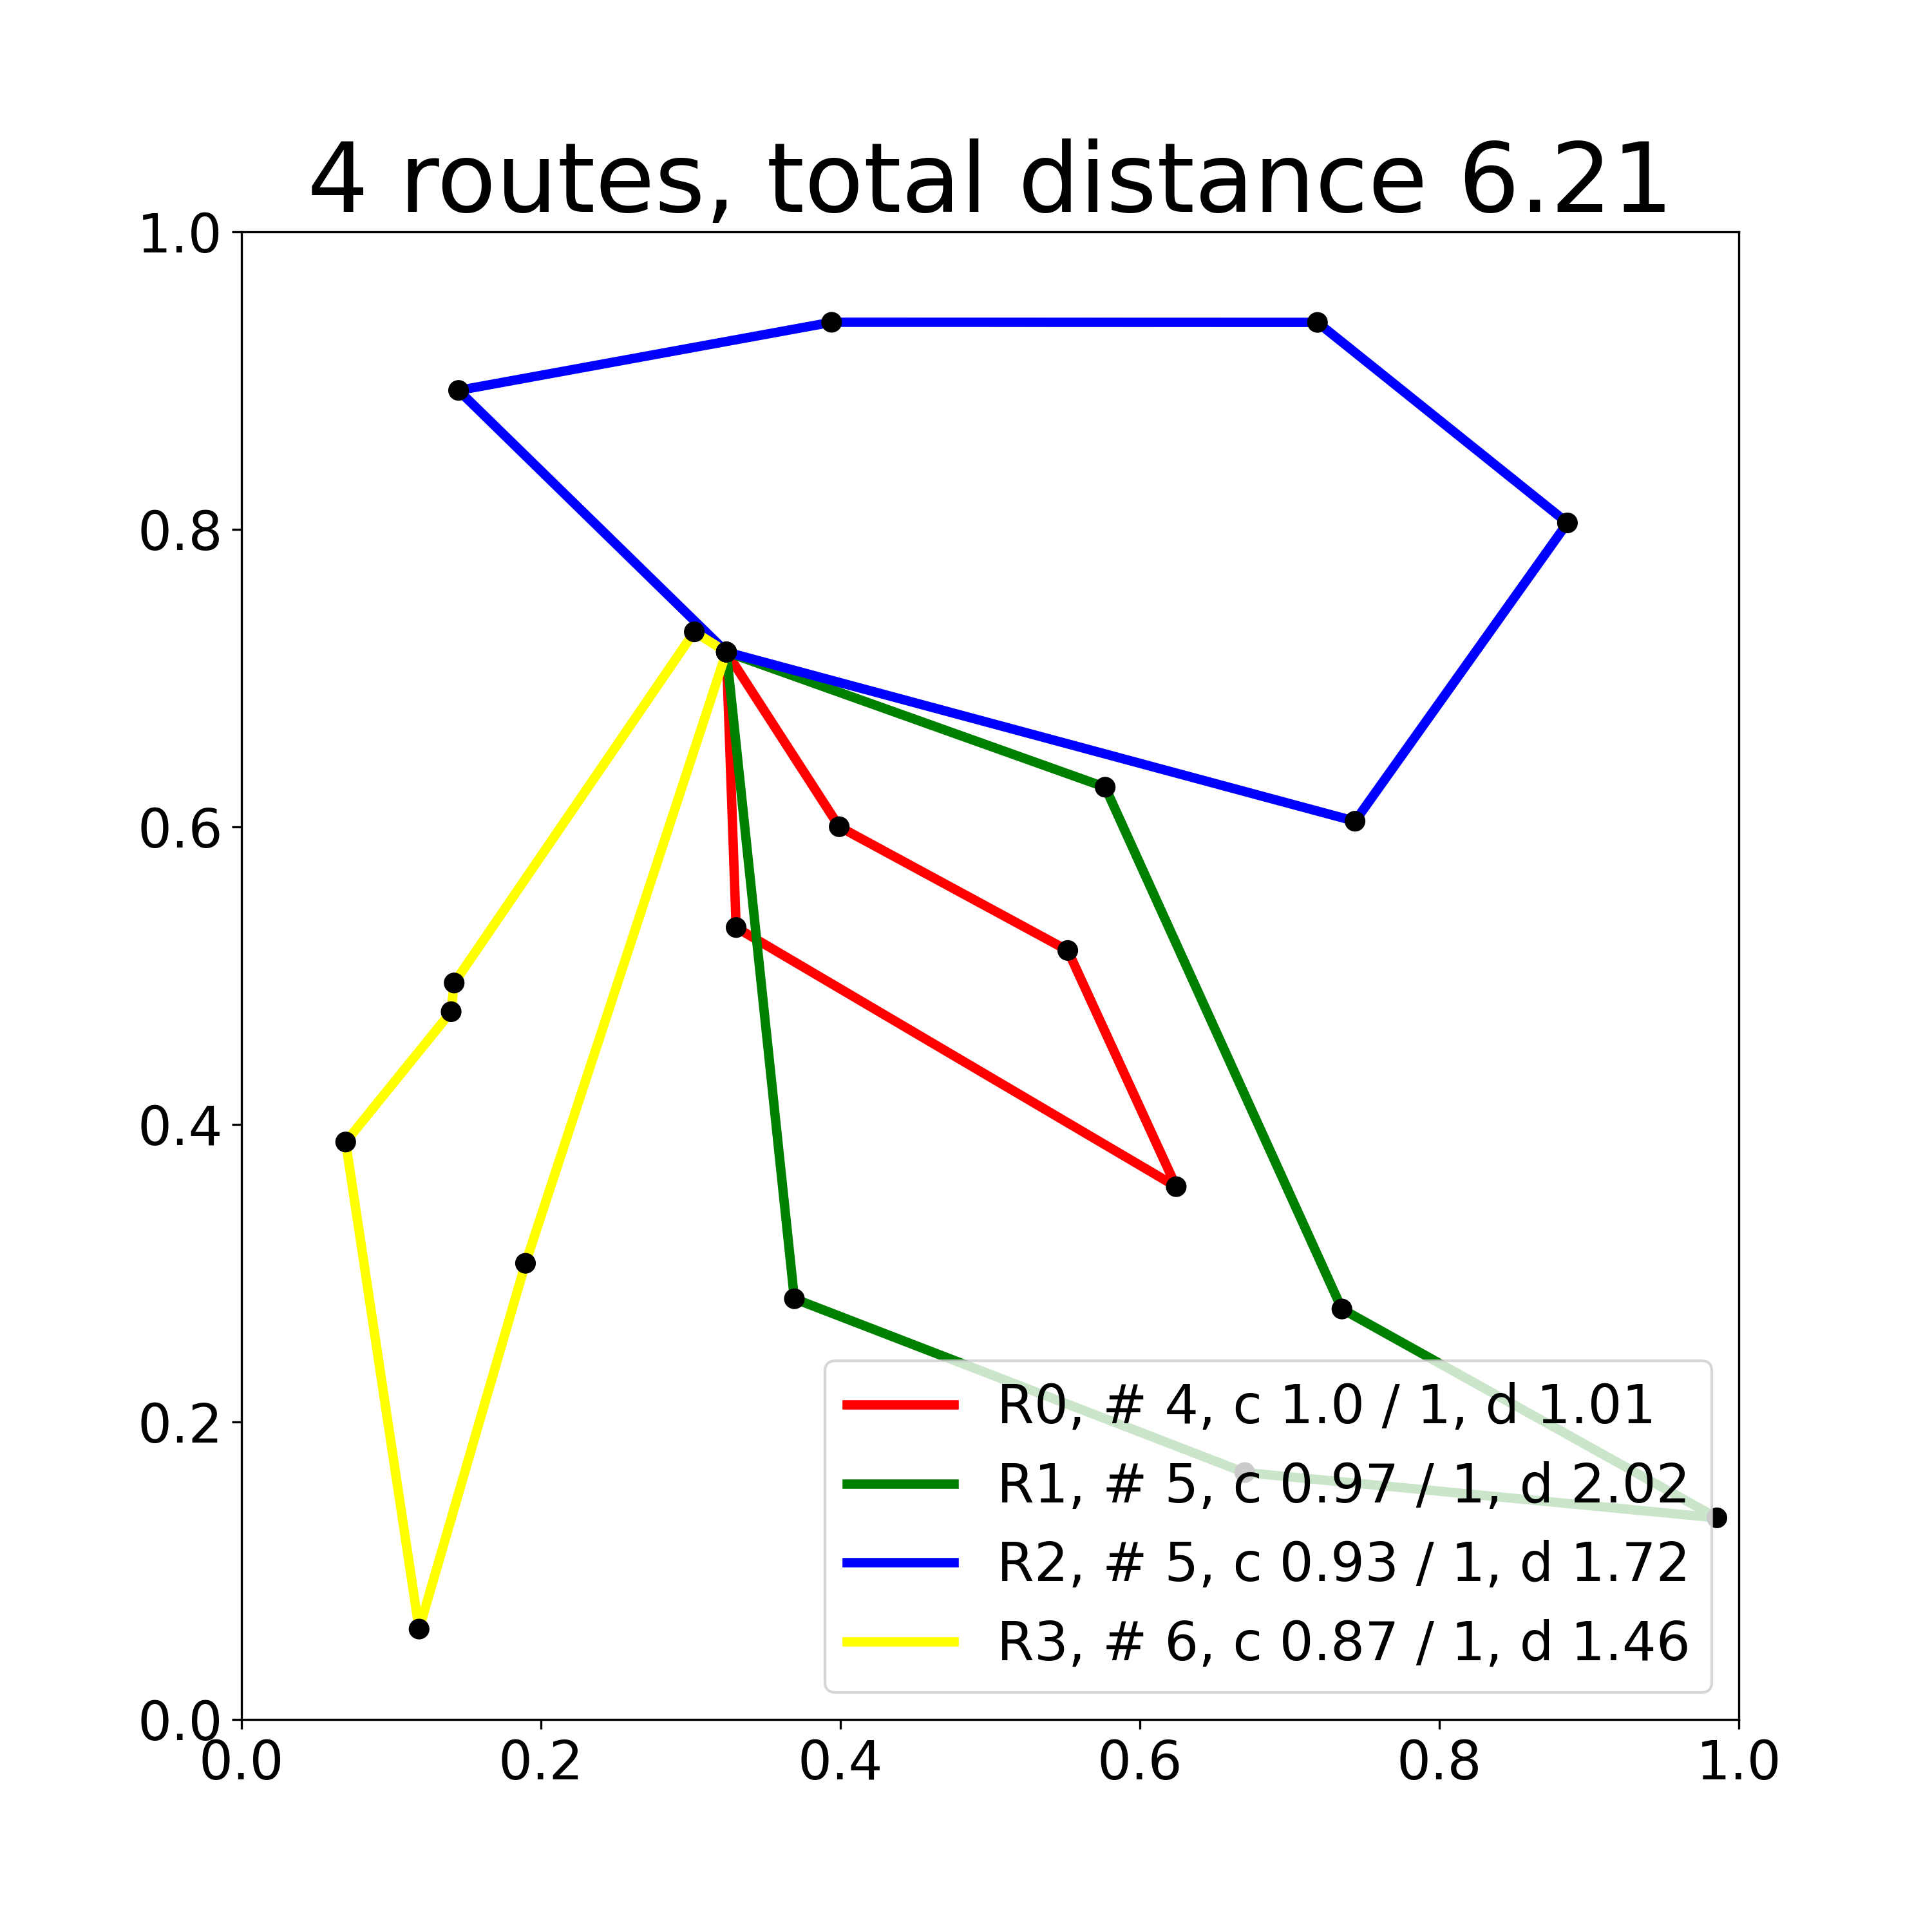 4 routes, total distance 6.21
1.0
0.8
0.6
0.4
0.2
0.0
R0, # 4, c 1.0 / 1, d 1.01
R1, # 5, c 0.97 / 1, d 2.02
R2, # 5, c 0.93 / 1, d 1.72
R3, # 6, c 0.87 / 1, d 1.46
0.0 0.2 0.4 0.6 0.8 1.0